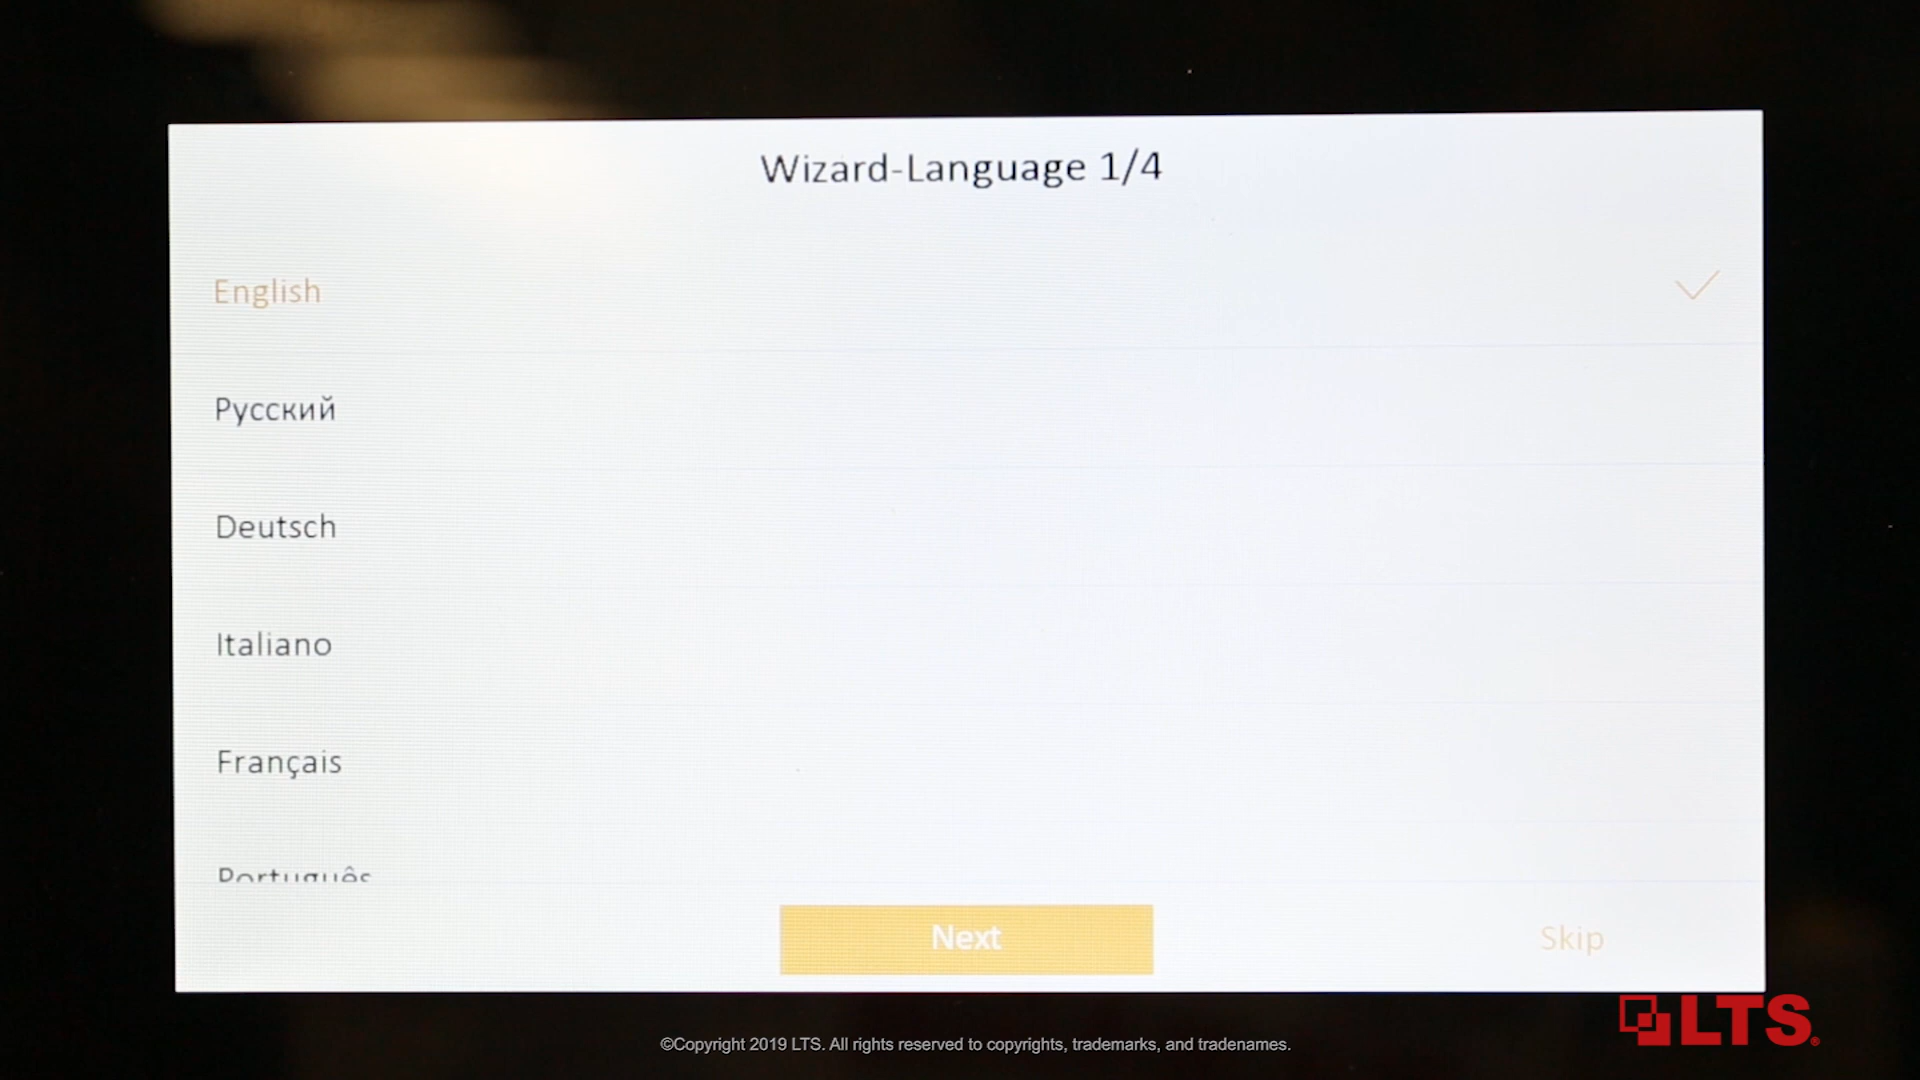 Wizard-Language 1/4
English
Русский
Deutsch
Italiano
Français
Português
Next
Skip
LTS®
©Copyright 2019 LTS. All rights reserved to copyrights, trademarks, and tradenames.